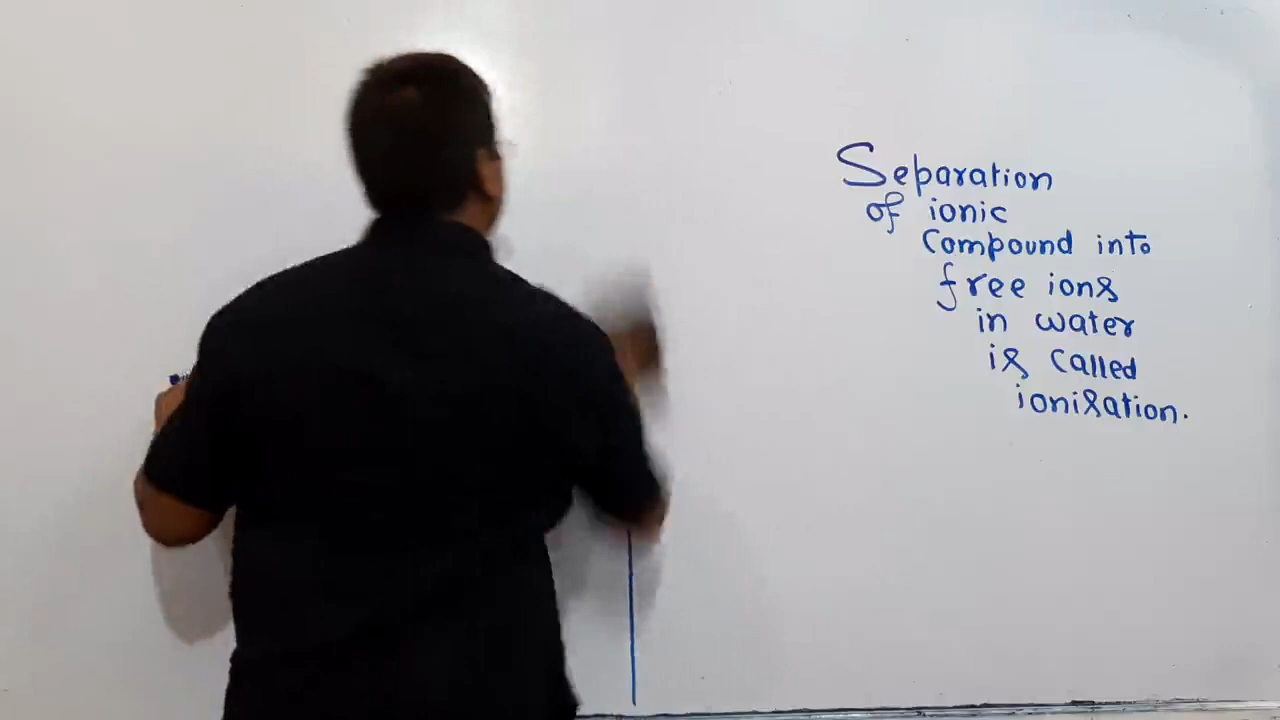 Separation
of ionic
compound into
free ions
in water
is called
ionisation.